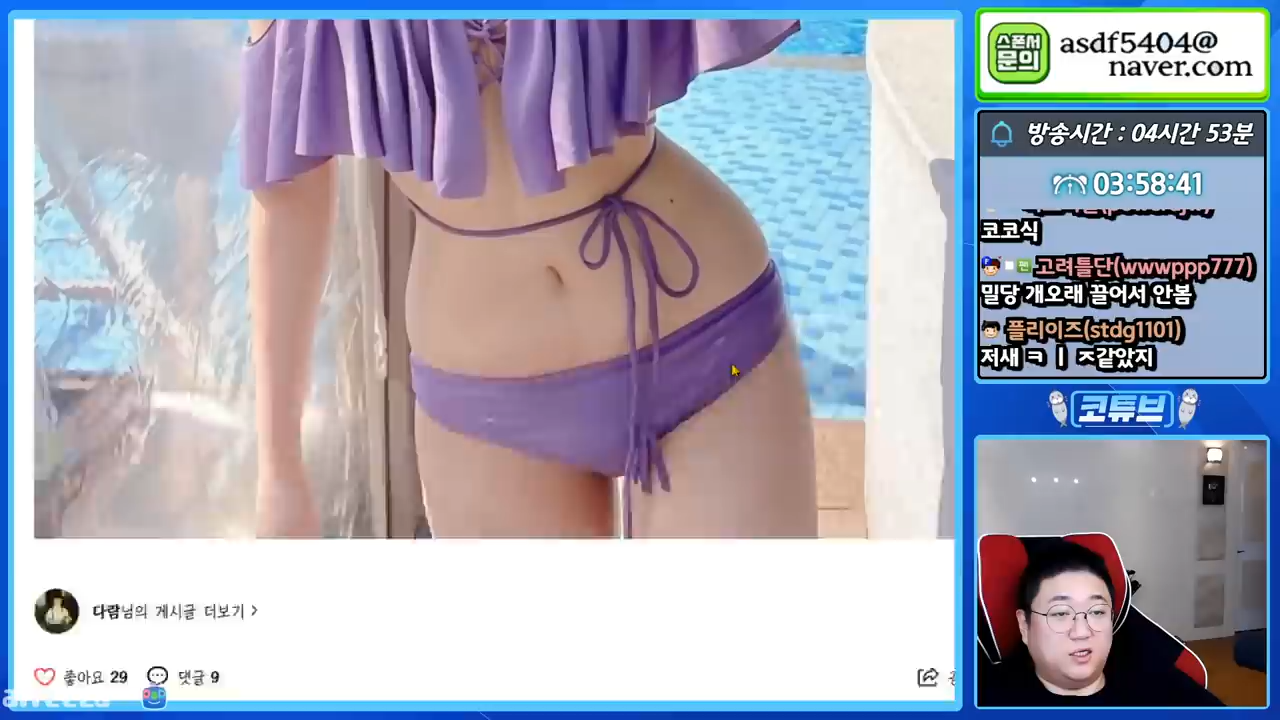 스폰서
문의
asdf5404@
naver.com
방송시간 : 04시간 53분
03:58:41
코코식
고려틀단(wwwppp777)
밀당 개오래 끌어서 안봄
플리이즈(stdg1101)
저새 ㅋ ㅣ ㅈ같았지
코튜브
다람님의 게시글 더보기 >
좋아요 29
댓글 9